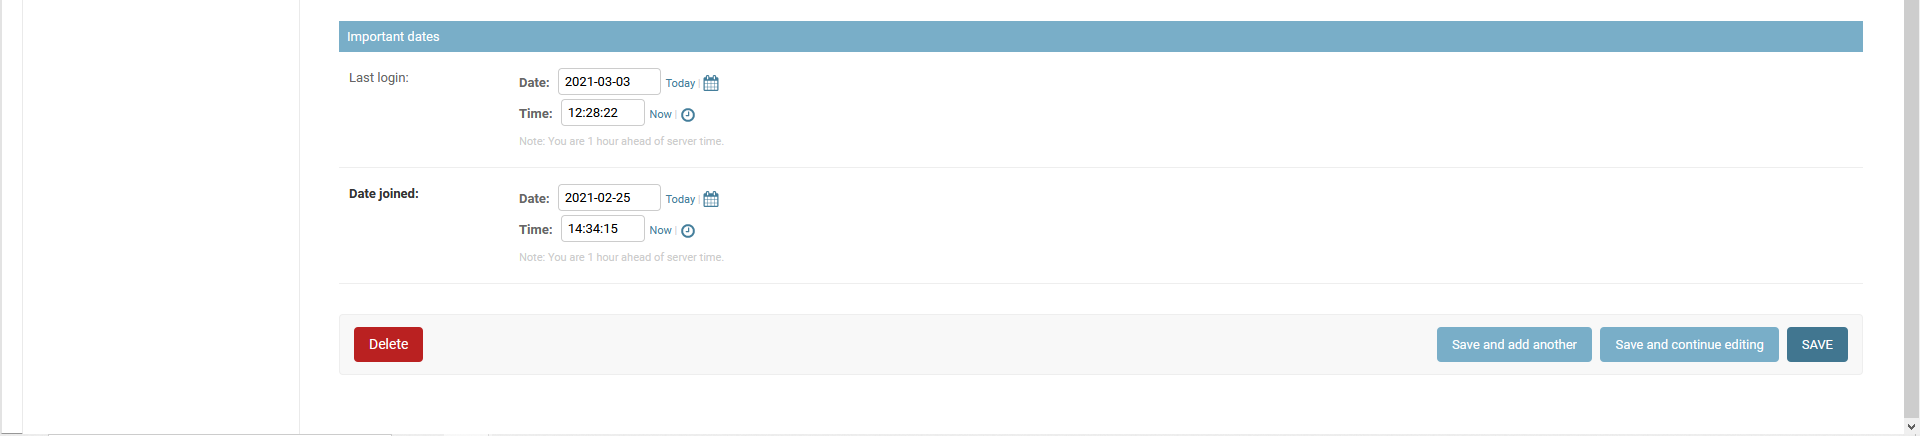 Important dates
Last login:
Date: 2021-03-03 Today |
Time: 12:28:22 Now |
Note: You are 1 hour ahead of server time.
Date joined:
Date: 2021-02-25 Today |
Time: 14:34:15 Now |
Note: You are 1 hour ahead of server time.
Delete Save and add another Save and continue editing SAVE